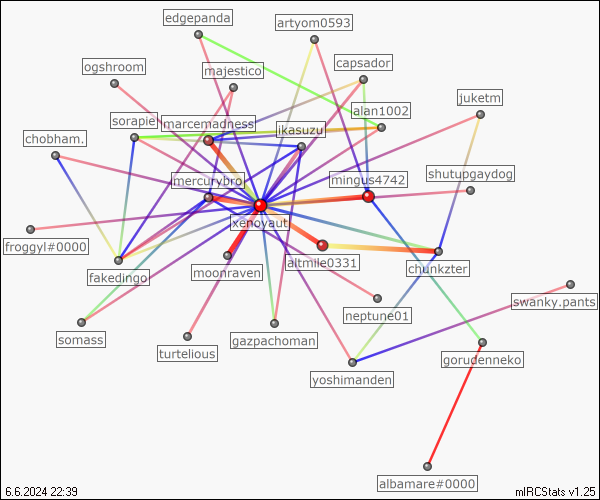 edgepanda
artyom0593
capsador
ogshroom
majestico
juketm
alan1002
sorapie
marcemadness
ikasuzu
chobham.
shutupgaydog
mercurybro
mingus4742
xenoyaut
froggyl#0000
altmile0331
fakedingo
moonraven
chunkzter
swanky.pants
neptune01
somass
turtelious
gazpachoman
gorudenneko
yoshimanden
albamare#0000
6.6.2024 22:39
mIRCStats v1.25